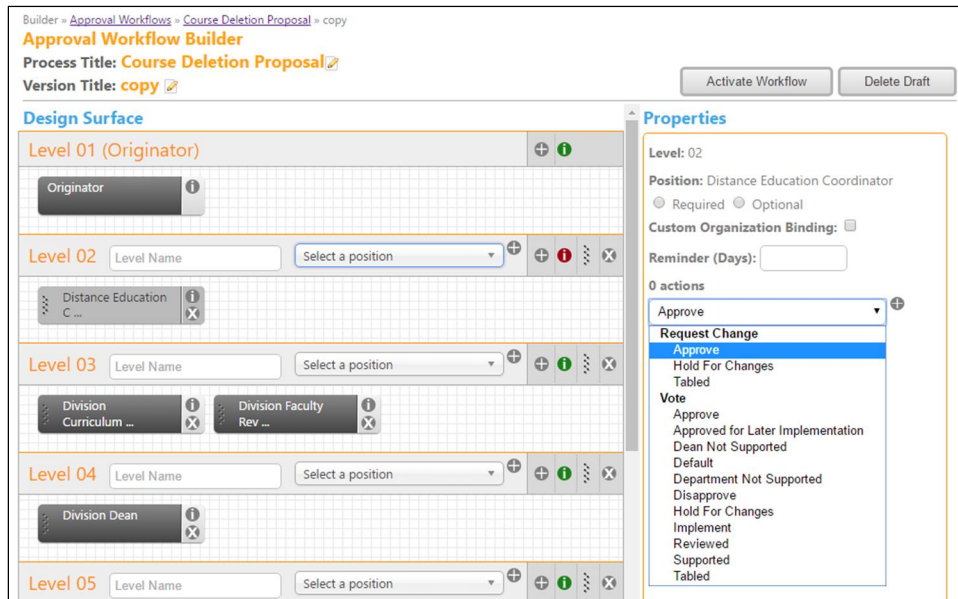 Builder » Approval Workflows » Course Deletion Proposal » copy
Approval Workflow Builder
Process Title: Course Deletion Proposal
Version Title: copy
Activate Workflow
Delete Draft
Design Surface
Level 01 (Originator)
Originator
Level 02
Level Name
Select a position
Distance Education
C ...
Level 03
Level Name
Select a position
Division
Curriculum ...
Division Faculty
Rev ...
Level 04
Level Name
Select a position
Division Dean
Level 05
Level Name
Select a position
Properties
Level: 02
Position: Distance Education Coordinator
Required Optional
Custom Organization Binding:
Reminder (Days):
0 actions
Approve
Request Change
Approve
Hold For Changes
Tabled
Vote
Approve
Approved for Later Implementation
Dean Not Supported
Default
Department Not Supported
Disapprove
Hold For Changes
Implement
Reviewed
Supported
Tabled